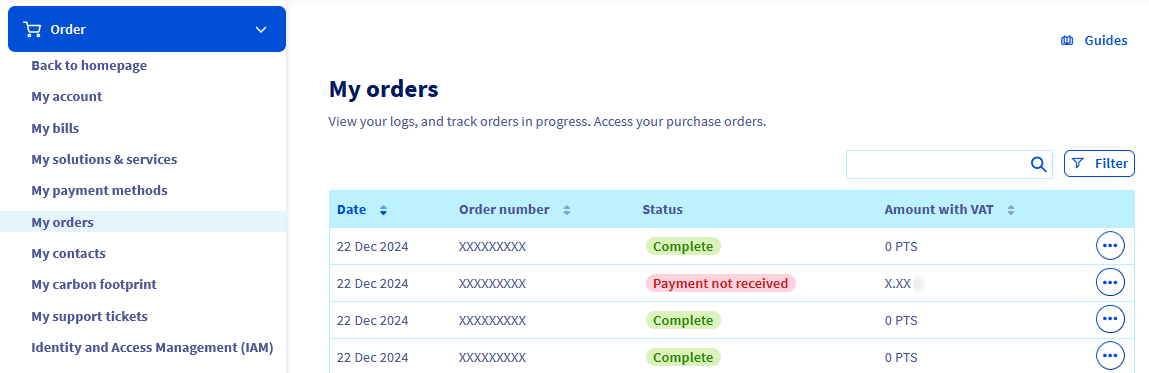 Order
Back to homepage
My account
My bills
My solutions & services
My payment methods
My orders
My contacts
My carbon footprint
My support tickets
Identity and Access Management (IAM)
Guides
My orders
View your logs, and track orders in progress. Access your purchase orders.
Filter
Date Order number Status Amount with VAT
22 Dec 2024 XXXXXXXXX Complete 0 PTS
22 Dec 2024 XXXXXXXXX Payment not received X.XX
22 Dec 2024 XXXXXXXXX Complete 0 PTS
22 Dec 2024 XXXXXXXXX Complete 0 PTS